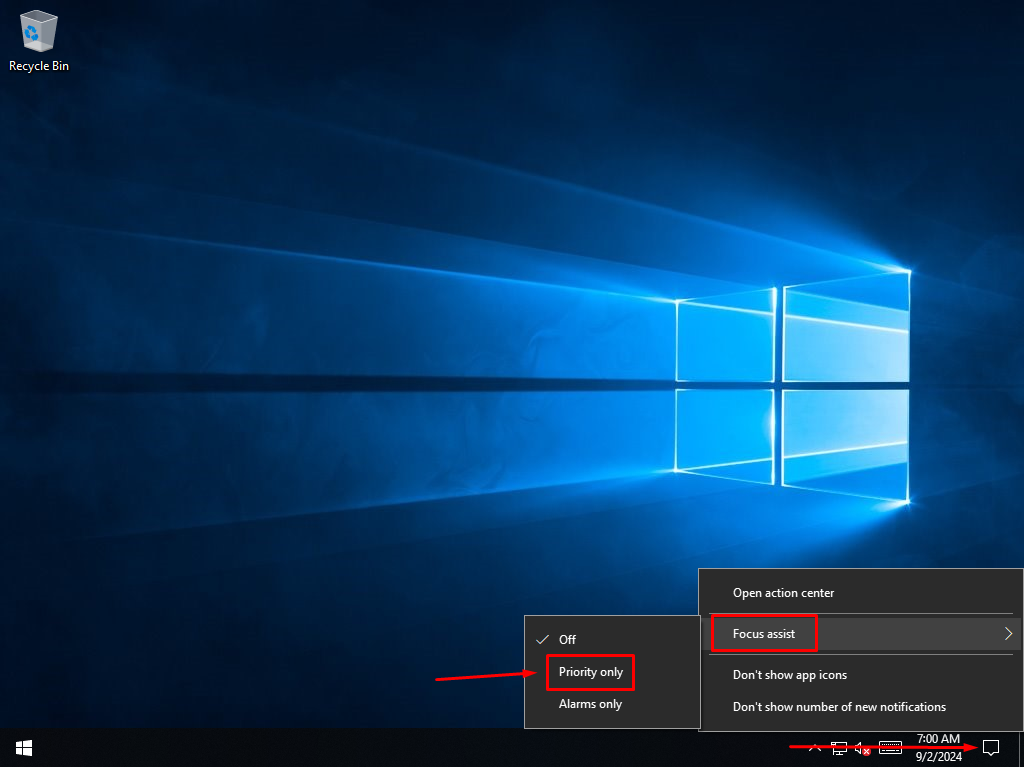 Recycle Bin
Open action center
Focus assist
Don't show app icons
Don't show number of new notifications
Off
Priority only
Alarms only
7:00 AM
9/2/2024